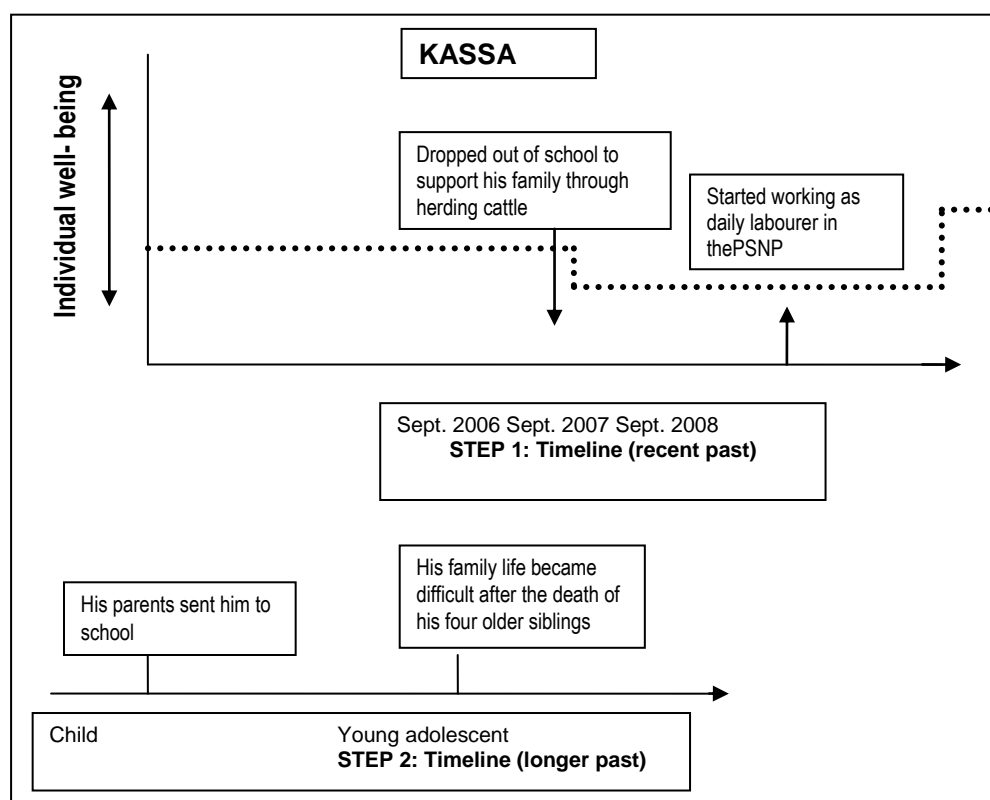 KASSA
Individual well- being
Dropped out of school to
support his family through
herding cattle
Started working as
daily labourer in
thePSNP
Sept. 2006 Sept. 2007 Sept. 2008
STEP 1: Timeline (recent past)
His parents sent him to
school
His family life became
difficult after the death of
his four older siblings
Child Young adolescent
STEP 2: Timeline (longer past)